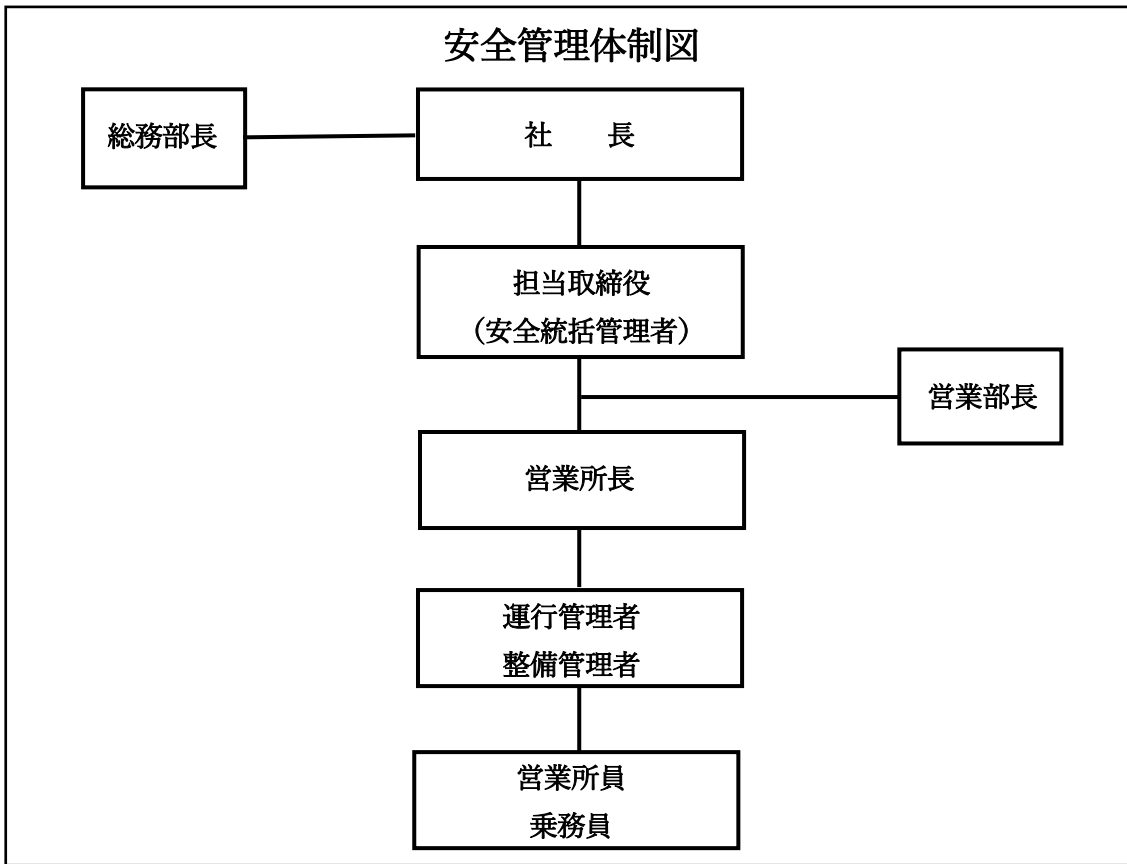 安全管理体制図
総務部長
社　　長
担当取締役
（安全統括管理者）
営業部長
営業所長
運行管理者
整備管理者
営業所員
乗務員